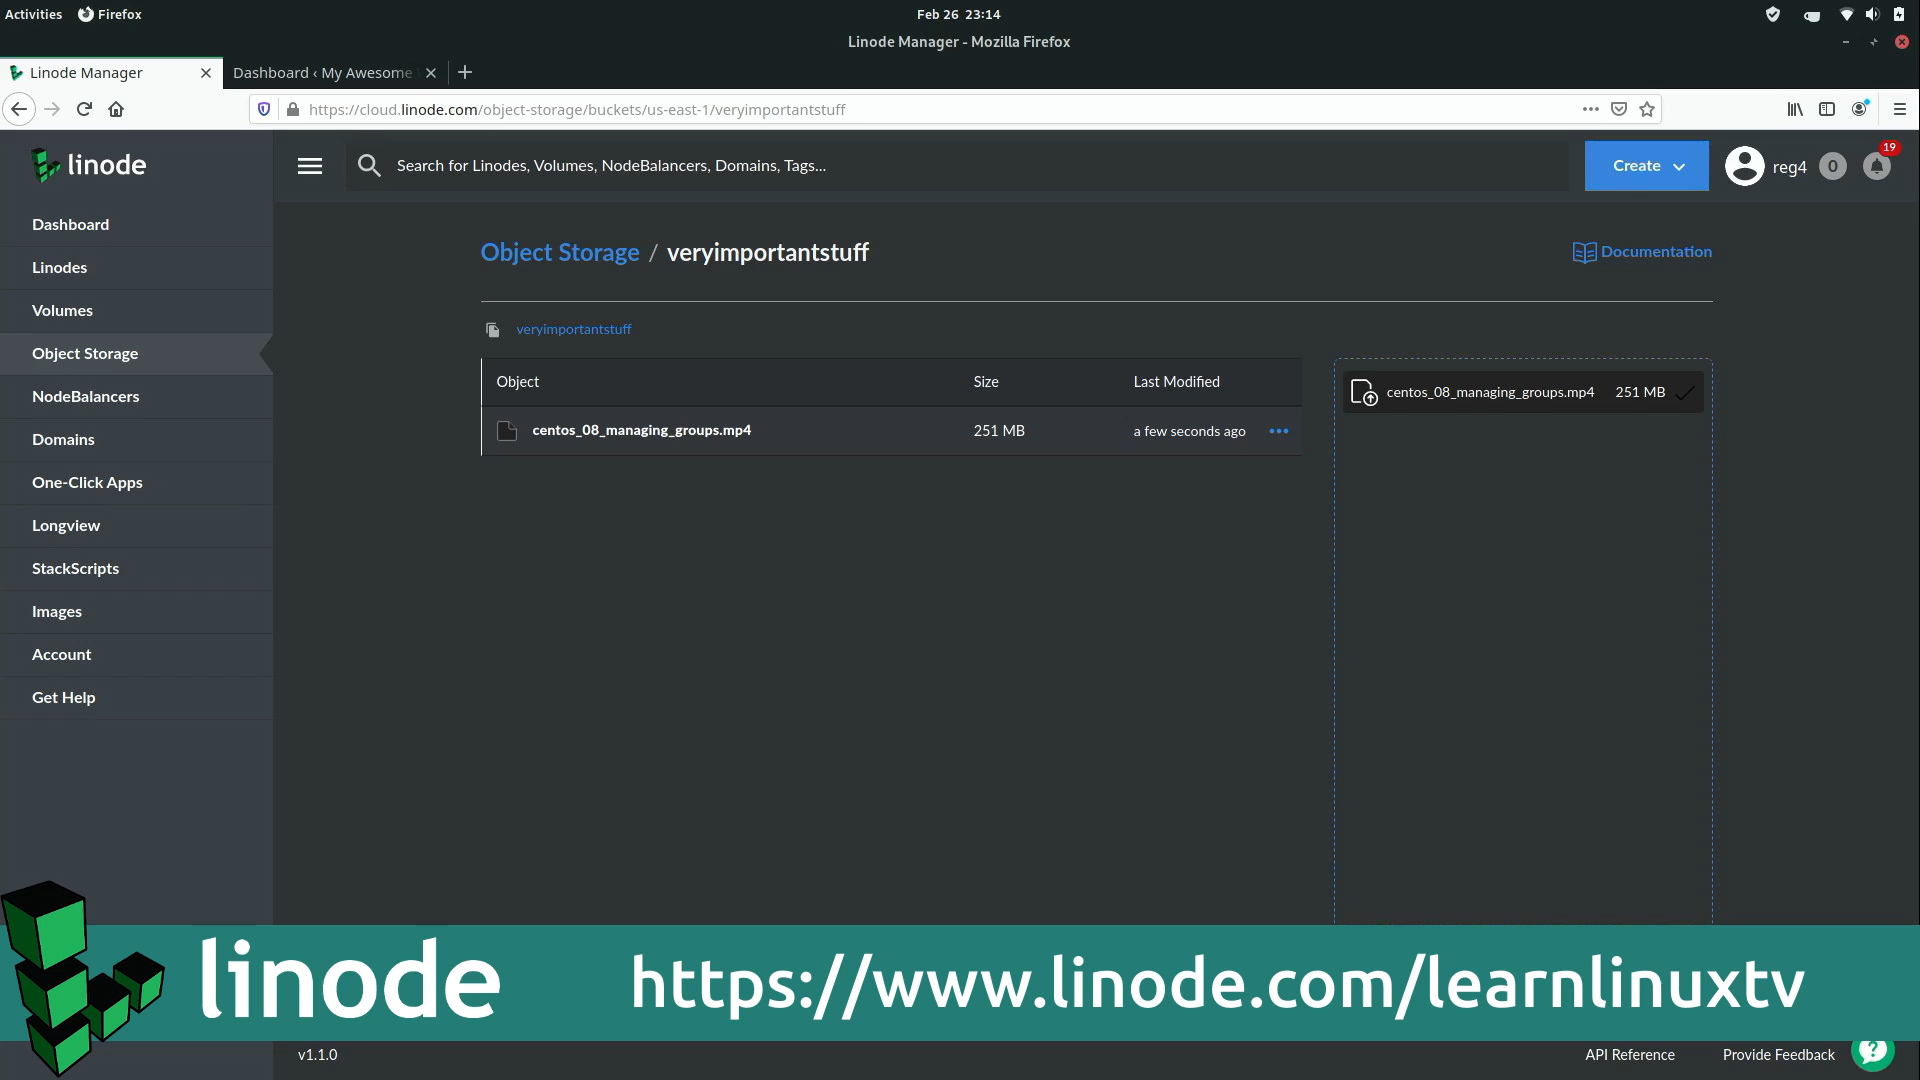 Activities Firefox Feb 26 23:14
Linode Manager - Mozilla Firefox
Linode Manager Dashboard ‹ My Awesome
https://cloud.linode.com/object-storage/buckets/us-east-1/veryimportantstuff
linode
Search for Linodes, Volumes, NodeBalancers, Domains, Tags...
Create
reg4
0
19
Dashboard
Linodes
Volumes
Object Storage
NodeBalancers
Domains
One-Click Apps
Longview
StackScripts
Images
Account
Get Help
Object Storage / veryimportantstuff
Documentation
veryimportantstuff
Object Size Last Modified
centos_08_managing_groups.mp4 251 MB a few seconds ago
centos_08_managing_groups.mp4 251 MB
linode https://www.linode.com/learnlinuxtv
v1.1.0 API Reference Provide Feedback